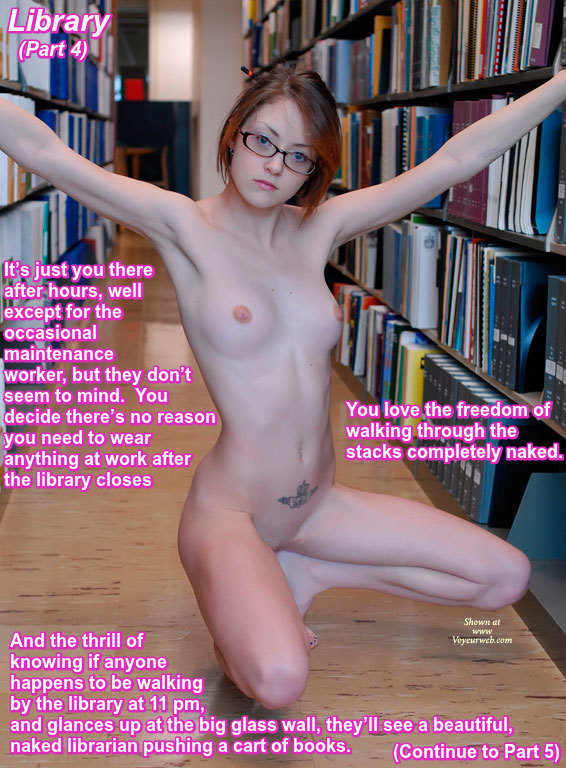 Library
(Part 4)
It's just you there
after hours, well
except for the
occasional
maintenance
worker, but they don't
seem to mind.  You
decide there's no reason
you need to wear
anything at work after
the library closes
You love the freedom of
walking through the
stacks completely naked.
And the thrill of
knowing if anyone
happens to be walking
by the library at 11 pm,
and glances up at the big glass wall, they'll see a beautiful,
naked librarian pushing a cart of books.
(Continue to Part 5)
Shown at
www
Voyeurweb.com